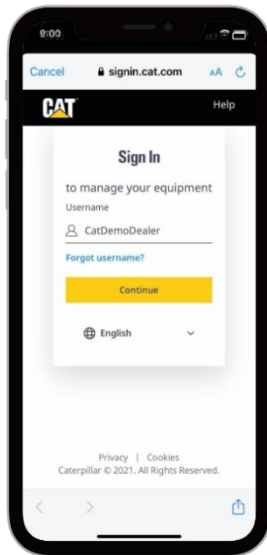 9:00
Cancel signin.cat.com AA
CAT Help
Sign In
to manage your equipment
Username
CatDemoDealer
Forgot username?
Continue
English
Privacy | Cookies
Caterpillar © 2021. All Rights Reserved.